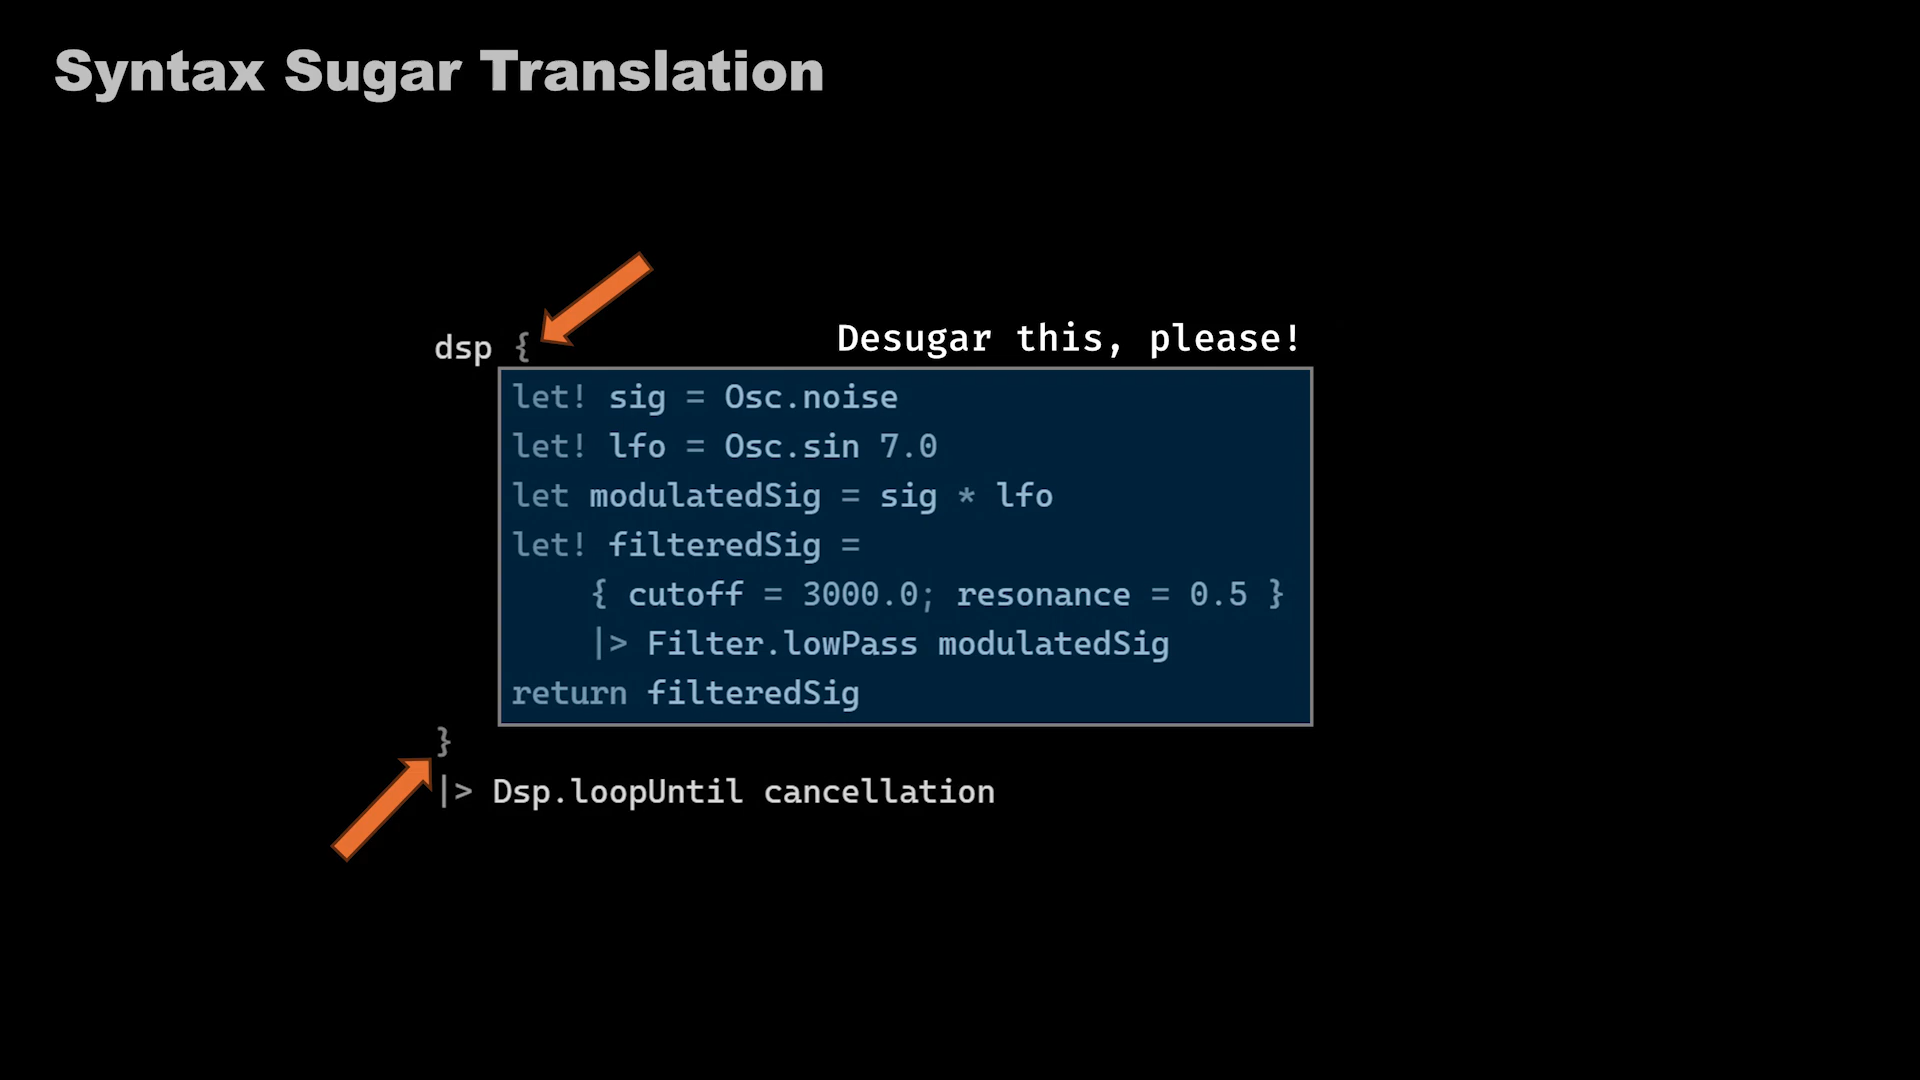 Syntax Sugar Translation
dsp {
Desugar this, please!
let! sig = Osc.noise
let! lfo = Osc.sin 7.0
let modulatedSig = sig * lfo
let! filteredSig =
{ cutoff = 3000.0; resonance = 0.5 }
|> Filter.lowPass modulatedSig
return filteredSig
}
|> Dsp.loopUntil cancellation